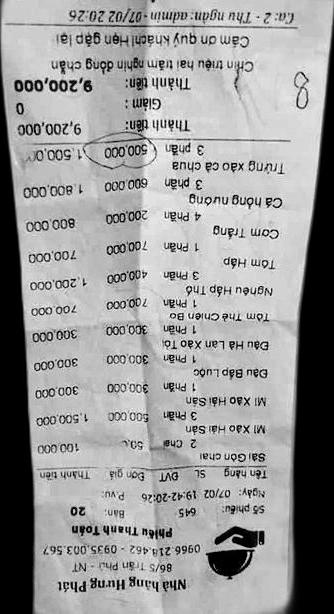 Nhà hàng Hưng Phát
86/5 Trần Phú - NT -
0966.218.462 - 0935.003.567
Phiếu Thanh Toán
Số phiếu: 645 Bàn: 20
Ngày: 07/02 19:42-20:26 P.vụ:
Tên hàng SL ĐVT Đơn giá Thành tiền
Sài Sòn chai
2 Chai 50,0 100,000
Mì Xào Hải Sản
3 Phần 500,000 1,500,000
Mì Xào Hải Sản
1 Phần 300,000 300,000
Đậu Bắp Luộc
1 Phần 300,000 300,000
Đậu Hà Lan Xào Tỏi
1 Phần 300,000 300,000
Tôm Thẻ Chiên Bơ
1 Phần 700,000 700,000
Nghêu Hấp Thố
3 Phần 400,000 1,200,000
Tôm Hấp
1 Phần 700,000 700,000
Cơm Trắng
4 Phần 200,000 800,000
Cá hồng nướng
3 phần 600,000 1,800,000
Trứng xào cà chua
3 phần 500,000 1,500,00
Thành tiền: 9,200,000
Giảm : 0
Thành tiền: 9,200,000
Chín triệu hai trăm nghìn đồng chẵn
8
Cảm ơn quý khách! Hẹn gặp lại
Ca: 2 - Thu ngân: admin- 07/02 20:26